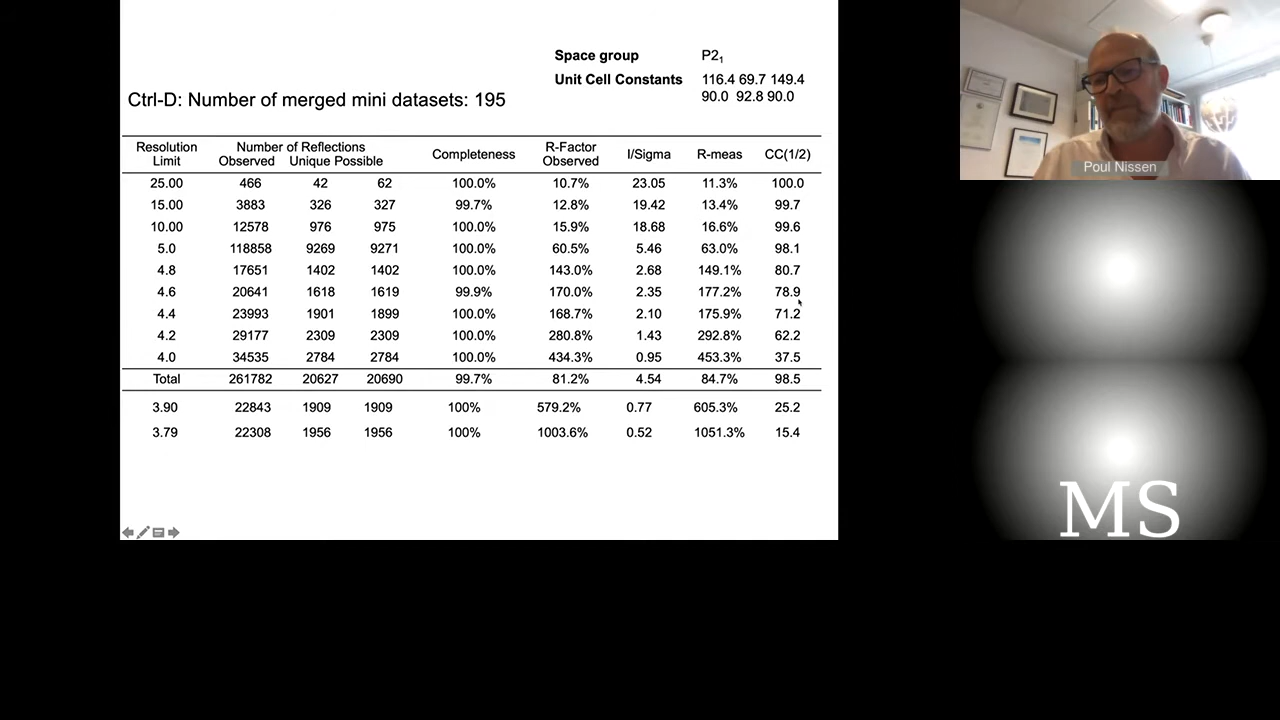 Space group P2₁
Unit Cell Constants 116.4 69.7 149.4
90.0 92.8 90.0
Ctrl-D: Number of merged mini datasets: 195
Resolution Limit Number of Reflections Observed Unique Possible Completeness R-Factor Observed I/Sigma R-meas CC(1/2)
25.00 466 42 62 100.0% 10.7% 23.05 11.3% 100.0
15.00 3883 326 327 99.7% 12.8% 19.42 13.4% 99.7
10.00 12578 976 975 100.0% 15.9% 18.68 16.6% 99.6
5.0 118858 9269 9271 100.0% 60.5% 5.46 63.0% 98.1
4.8 17651 1402 1402 100.0% 143.0% 2.68 149.1% 80.7
4.6 20641 1618 1619 99.9% 170.0% 2.35 177.2% 78.9
4.4 23993 1901 1899 100.0% 168.7% 2.10 175.9% 71.2
4.2 29177 2309 2309 100.0% 280.8% 1.43 292.8% 62.2
4.0 34535 2784 2784 100.0% 434.3% 0.95 453.3% 37.5
Total 261782 20627 20690 99.7% 81.2% 4.54 84.7% 98.5
3.90 22843 1909 1909 100% 579.2% 0.77 605.3% 25.2
3.79 22308 1956 1956 100% 1003.6% 0.52 1051.3% 15.4
Poul Nissen
MS